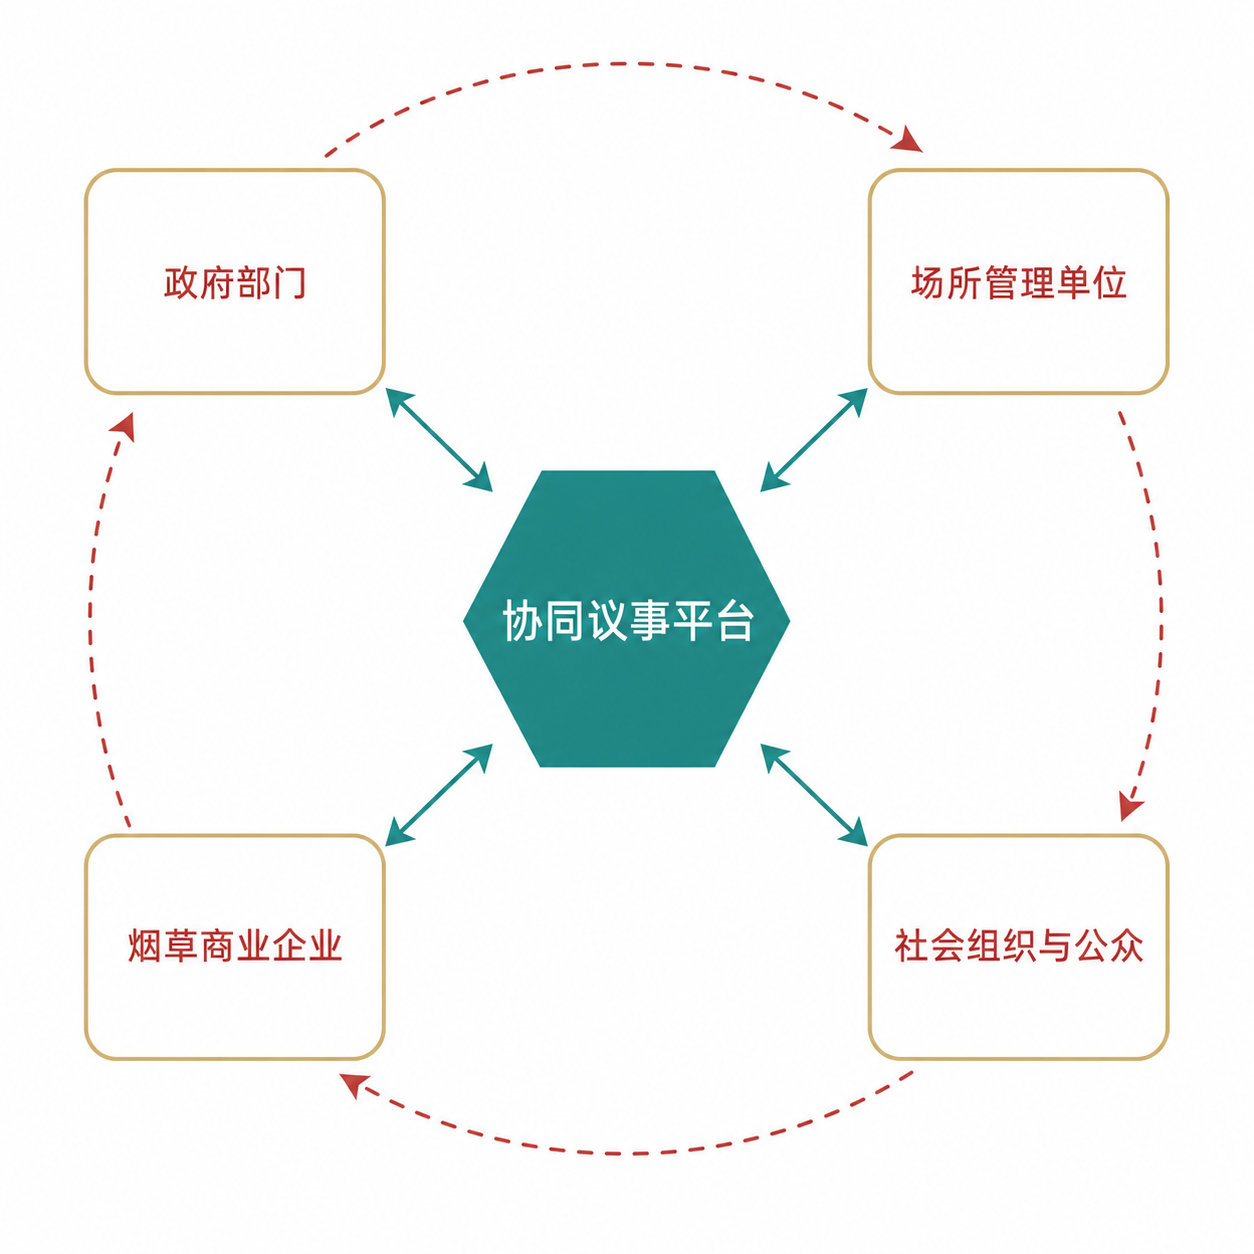 政府部门
场所管理单位
协同议事平台
烟草商业企业
社会组织与公众